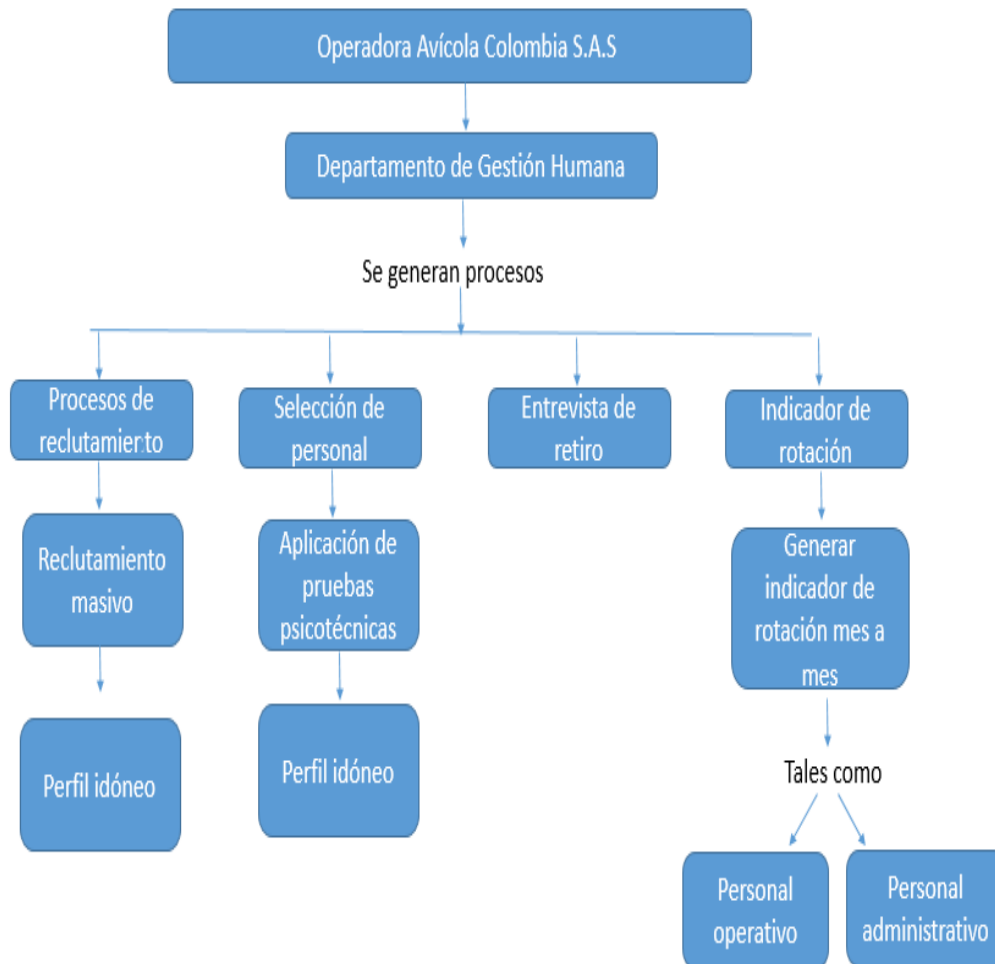 Operadora Avícola Colombia S.A.S
Departamento de Gestión Humana
Se generan procesos
Procesos de
reclutamiento
Selección de
personal
Entrevista de
retiro
Indicador de
rotación
Reclutamiento
masivo
Aplicación de
pruebas
psicotécnicas
Generar
indicador de
rotación mes a
mes
Perfil idóneo
Perfil idóneo
Tales como
Personal
operativo
Personal
administrativo